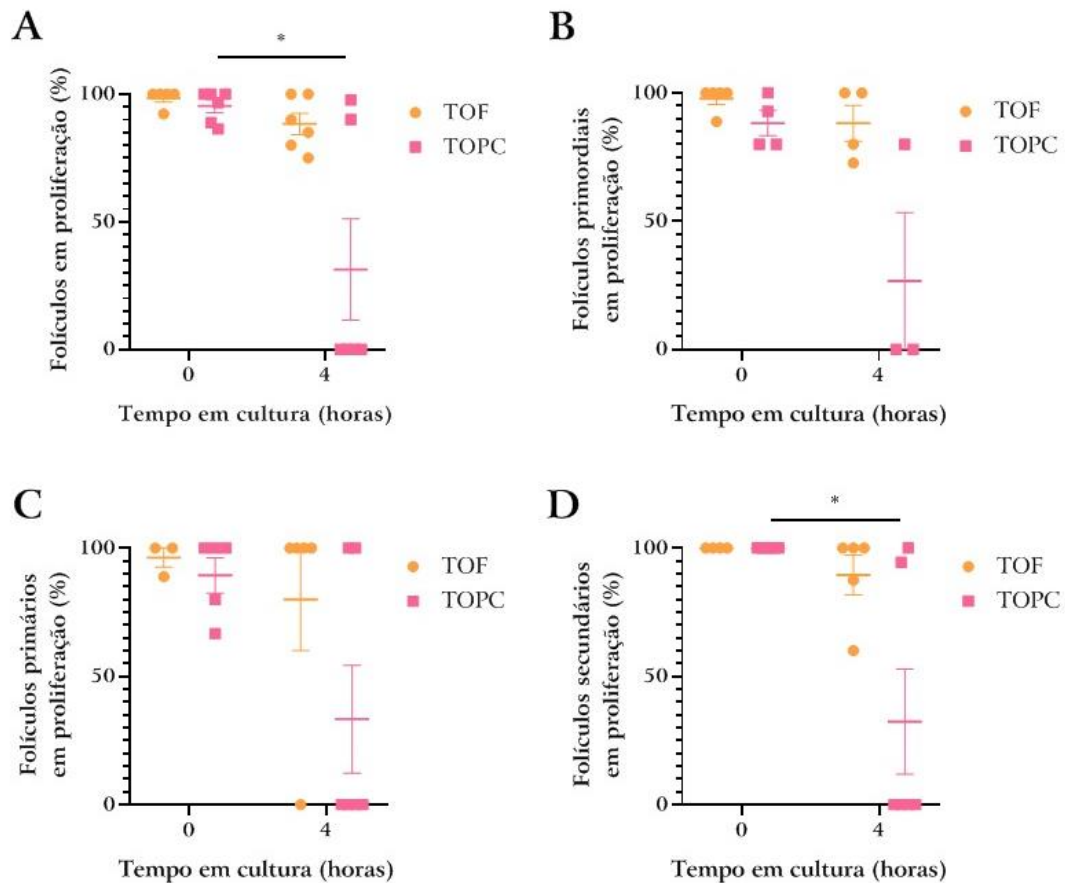 A
*
Folículos em proliferação (%)
100
50
0
0
4
Tempo em cultura (horas)
TOF
TOPC
B
Folículos primordiais
em proliferação (%)
100
50
0
0
4
Tempo em cultura (horas)
TOF
TOPC
C
Folículos primários
em proliferação (%)
100
50
0
0
4
Tempo em cultura (horas)
TOF
TOPC
D
*
Folículos secundários
em proliferação (%)
100
50
0
0
4
Tempo em cultura (horas)
TOF
TOPC